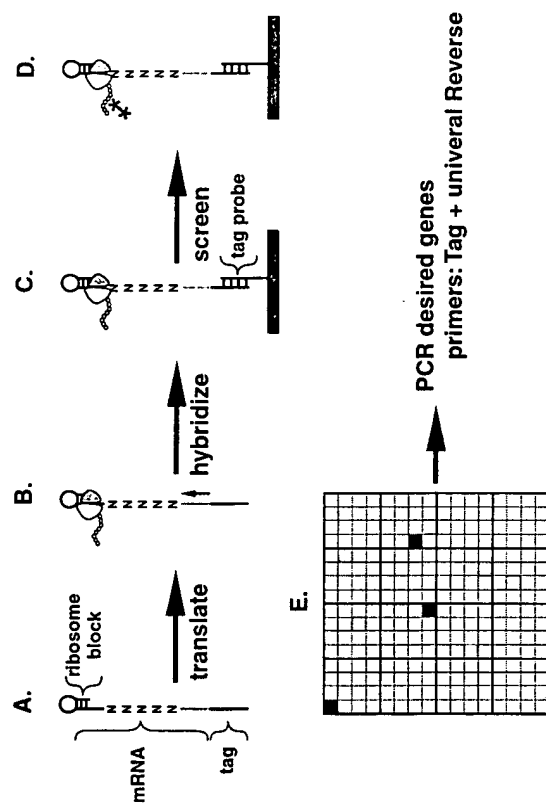 A.
B.
C.
D.
ribosome
block
mRNA
N
N
N
N
N
tag
translate
N
N
N
N
N
hybridize
N
N
N
N
N
tag probe
screen
N
N
N
N
N
**
E.
PCR desired genes
primers: Tag + univeral Reverse